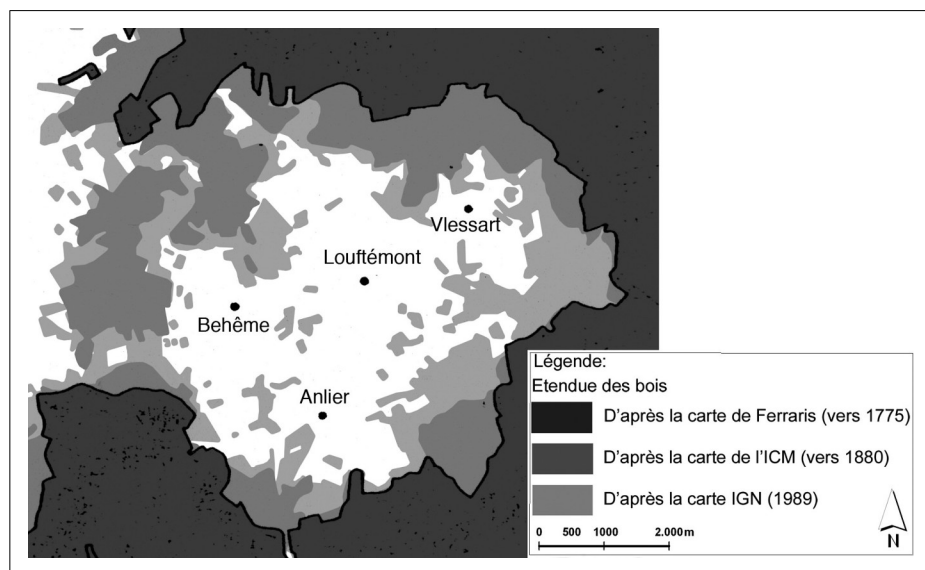 Vlessart
Louftémont
Behême
Anlier
Légende:
Etendue des bois
D'après la carte de Ferraris (vers 1775)
D'après la carte de l'ICM (vers 1880)
D'après la carte IGN (1989)
0 500 1000 2.000 m
N